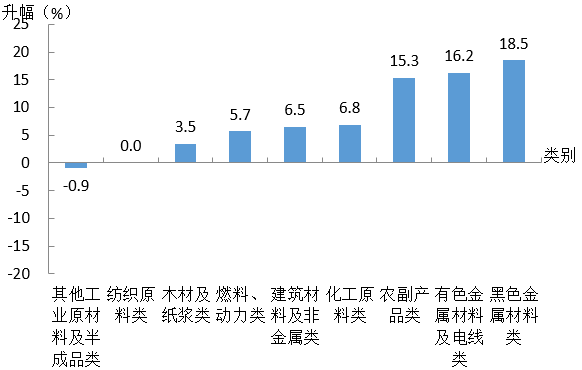 升幅（%）
25
20
15
10
5
0
-5
-10
-15
-20
-0.9
0.0
3.5
5.7
6.5
6.8
15.3
16.2
18.5
类别
其他工
业原材
料及半
成品类
纺织原
料类
木材及
纸浆类
燃料、
动力类
建筑材
料及非
金属类
化工原
料类
农副产
品类
有色金
属材料
及电线
类
黑色金
属材料
类